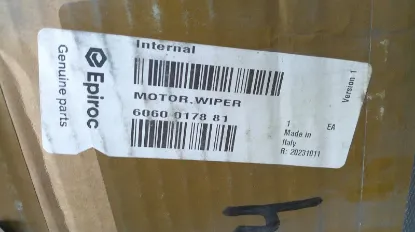 Internal
Epiroc
Genuine parts
MOTOR.WIPER
6060 0178 81
1 EA
Made in
Italy
R: 20231011
Version 1